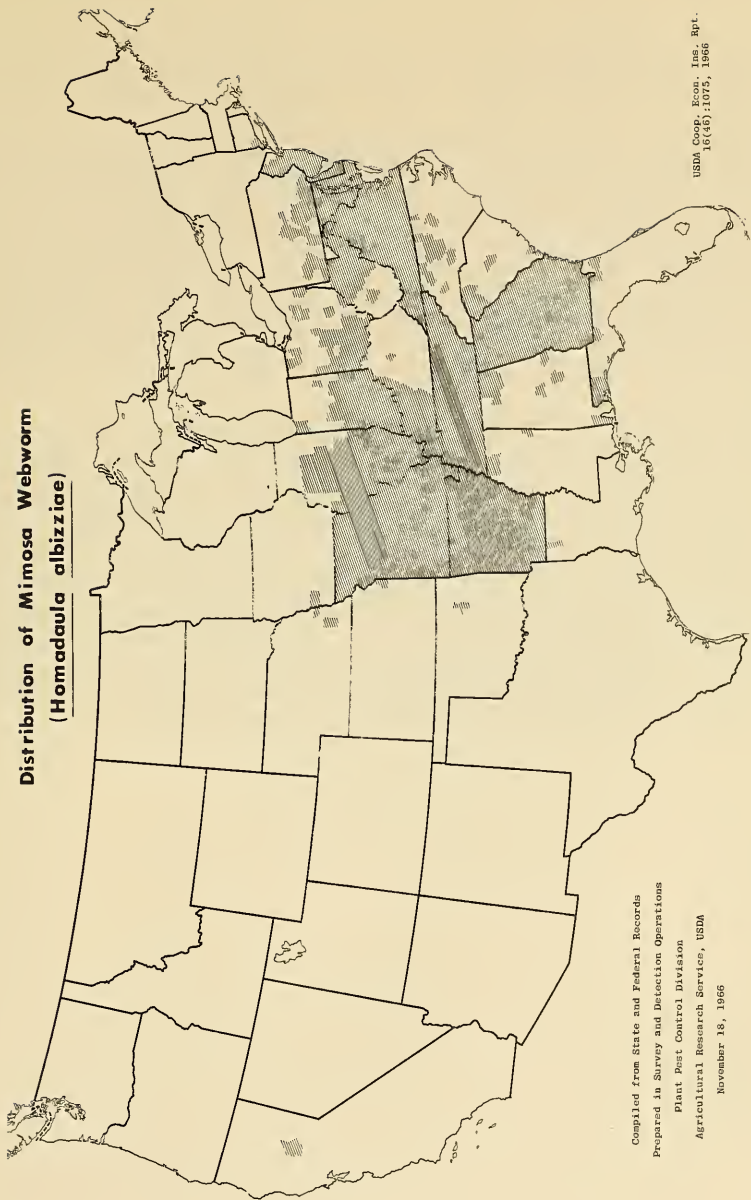 Distribution of Mimosa Webworm
(Homadaula albizziae)
Compiled from State and Federal Records
Prepared in Survey and Detection Operations
Plant Pest Control Division
Agricultural Research Service, USDA
November 18, 1966
USDA Coop. Econ. Ins. Rpt.
16(46):1075, 1966